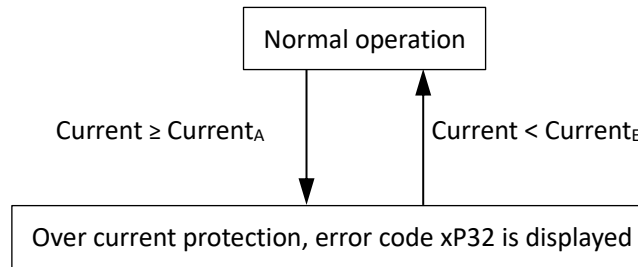 Normal operation
Current ≥ CurrentA
Current < CurrentB
Over current protection, error code xP32 is displayed